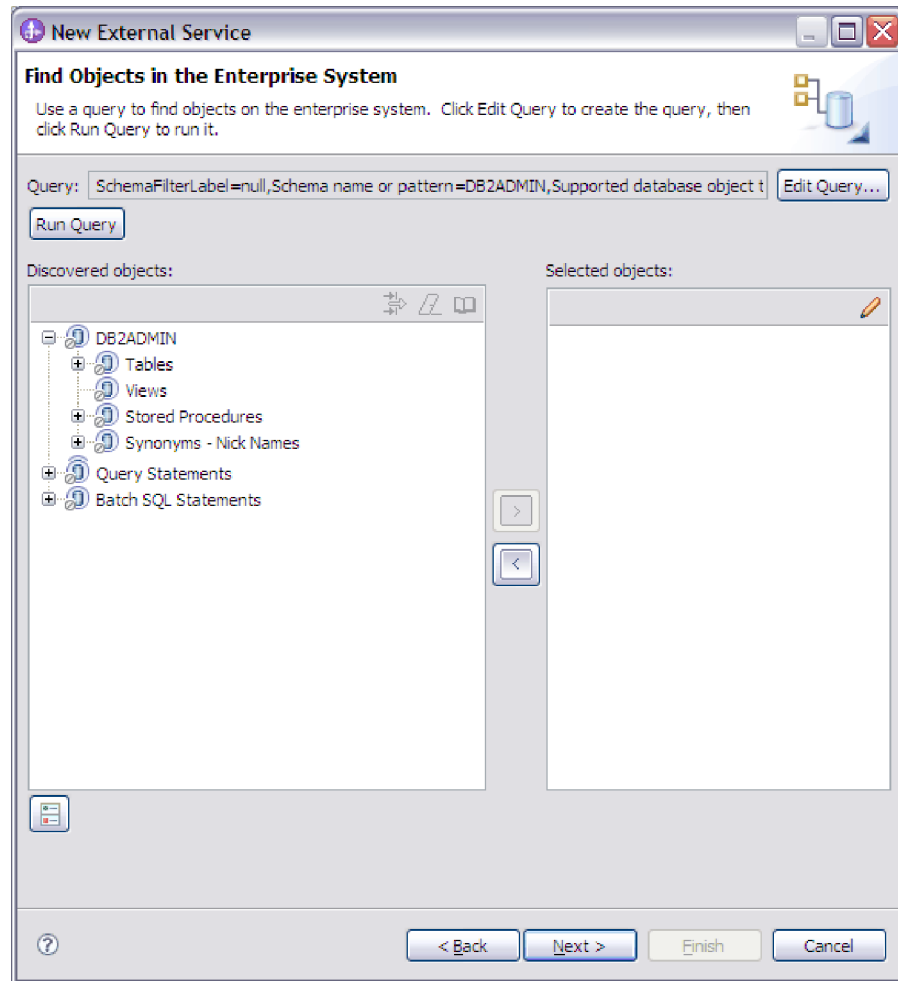 New External Service
Find Objects in the Enterprise System
Use a query to find objects on the enterprise system. Click Edit Query to create the query, then
click Run Query to run it.
Query: SchemaFilterLabel=null,Schema name or pattern=DB2ADMIN,Supported database object t Edit Query...
Run Query
Discovered objects: Selected objects:
DB2ADMIN
Tables
Views
Stored Procedures
Synonyms - Nick Names
Query Statements
Batch SQL Statements
>
<
? < Back Next > Finish Cancel